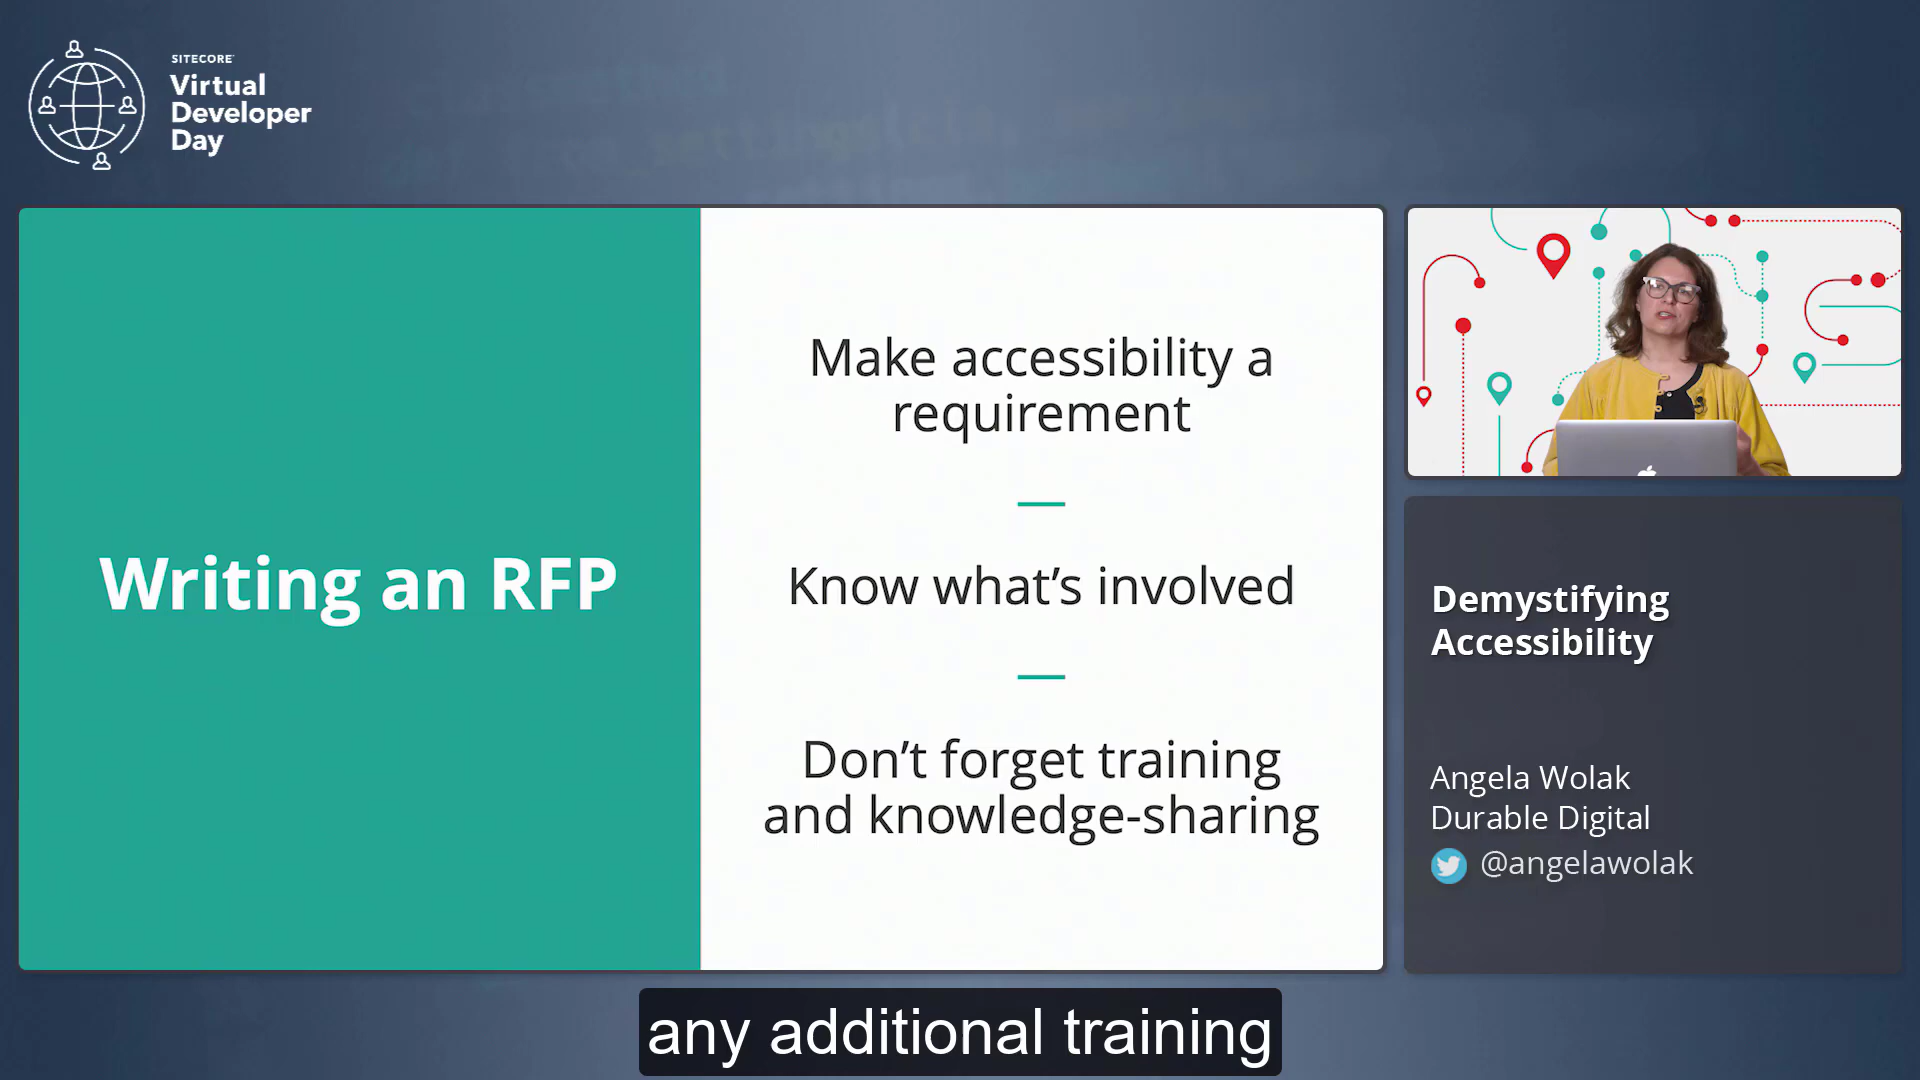 SITECORE
Virtual
Developer
Day
Writing an RFP
Make accessibility a
requirement
Know what’s involved
Don’t forget training
and knowledge-sharing
Demystifying
Accessibility
Angela Wolak
Durable Digital
@angelawolak
any additional training